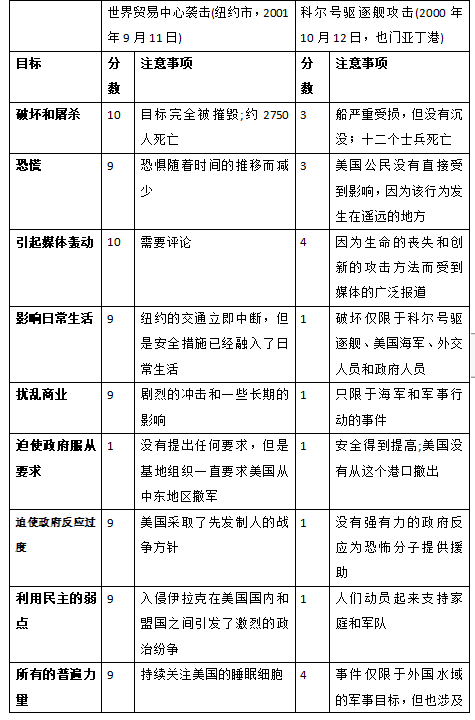 世界贸易中心袭击(纽约市，2001
年9月11日)
科尔号驱逐舰攻击(2000 年
10月12日，也门亚丁港)
目标
分
数
注意事项
分
数
注意事项
破坏和屠杀
10
目标完全被摧毁;约 2750
人死亡
3
船严重受损，但没有沉
没；十二个士兵死亡
恐慌
9
恐惧随着时间的推移而减
少
3
美国公民没有直接受
到影响，因为该行为发
生在遥远的地方
引起媒体轰动
10
需要评论
4
因为生命的丧失和创
新的攻击方法而受到
媒体的广泛报道
影响日常生活
9
纽约的交通立即中断，但
是安全措施已经融入了日
常生活
1
破坏仅限于科尔号驱
逐舰、美国海军、外交
人员和政府人员
扰乱商业
9
剧烈的冲击和一些长期的
影响
1
只限于海军和军事行
动的事件
迫使政府服从
要求
1
没有提出任何要求，但是
基地组织一直要求美国从
中东地区撤军
1
安全得到提高;美国没
有从这个港口撤出
迫使政府反应过
度
9
美国采取了先发制人的战
争方针
1
没有强有力的政府反
应为恐怖分子提供援
助
利用民主的弱
点
9
入侵伊拉克在美国国内和
盟国之间引发了激烈的政
治纷争
1
人们动员起来支持家
庭和军队
所有的普遍力
量
9
持续关注美国的睡眠细胞
4
事件仅限于外国水域
的军事目标，但也涉及